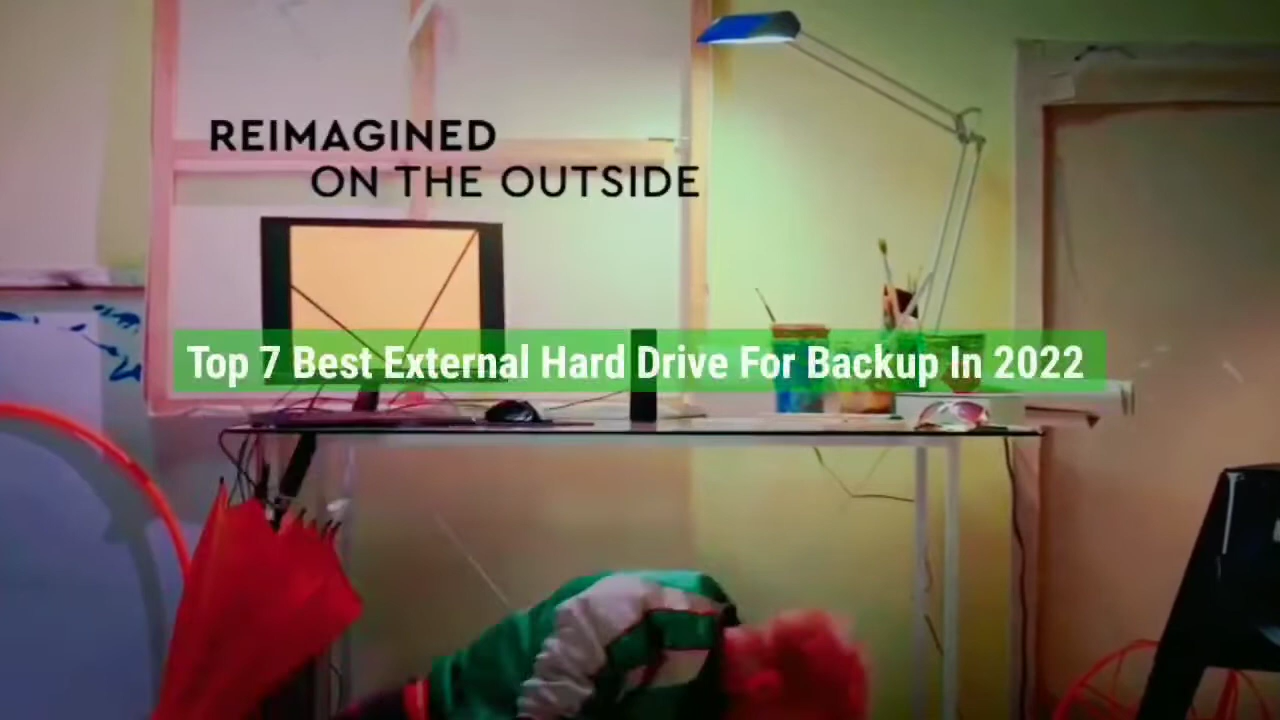 REIMAGINED
ON THE OUTSIDE
Top 7 Best External Hard Drive For Backup In 2022